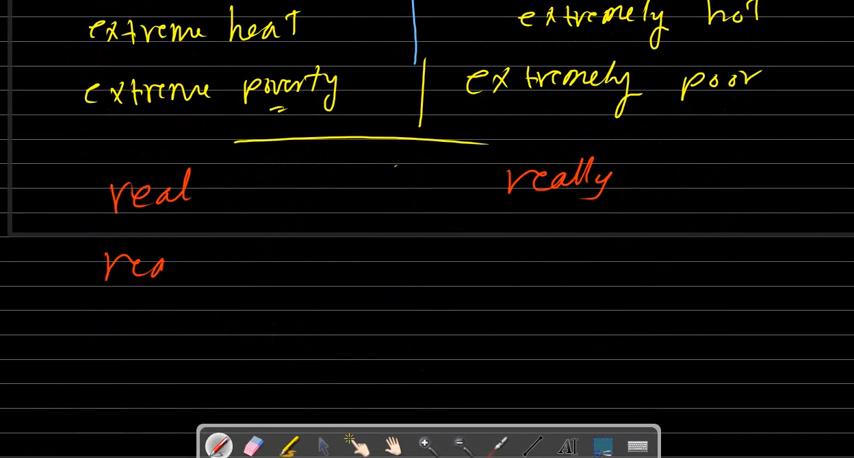 extreme heat extremely hot
extreme poverty extremely poor
real really
rea